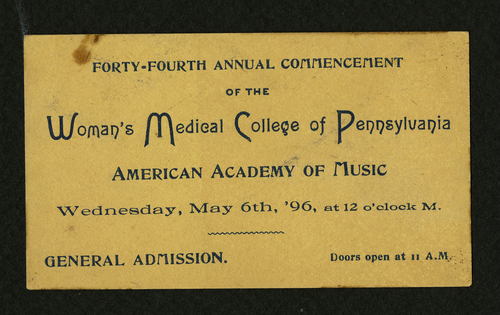 FORTY-FOURTH ANNUAL COMMENCEMENT
OF THE
Woman's Medical College of Pennsylvania
AMERICAN ACADEMY OF MUSIC
Wednesday, May 6th, '96, at 12 o'clock M.
GENERAL ADMISSION. Doors open at 11 A.M.